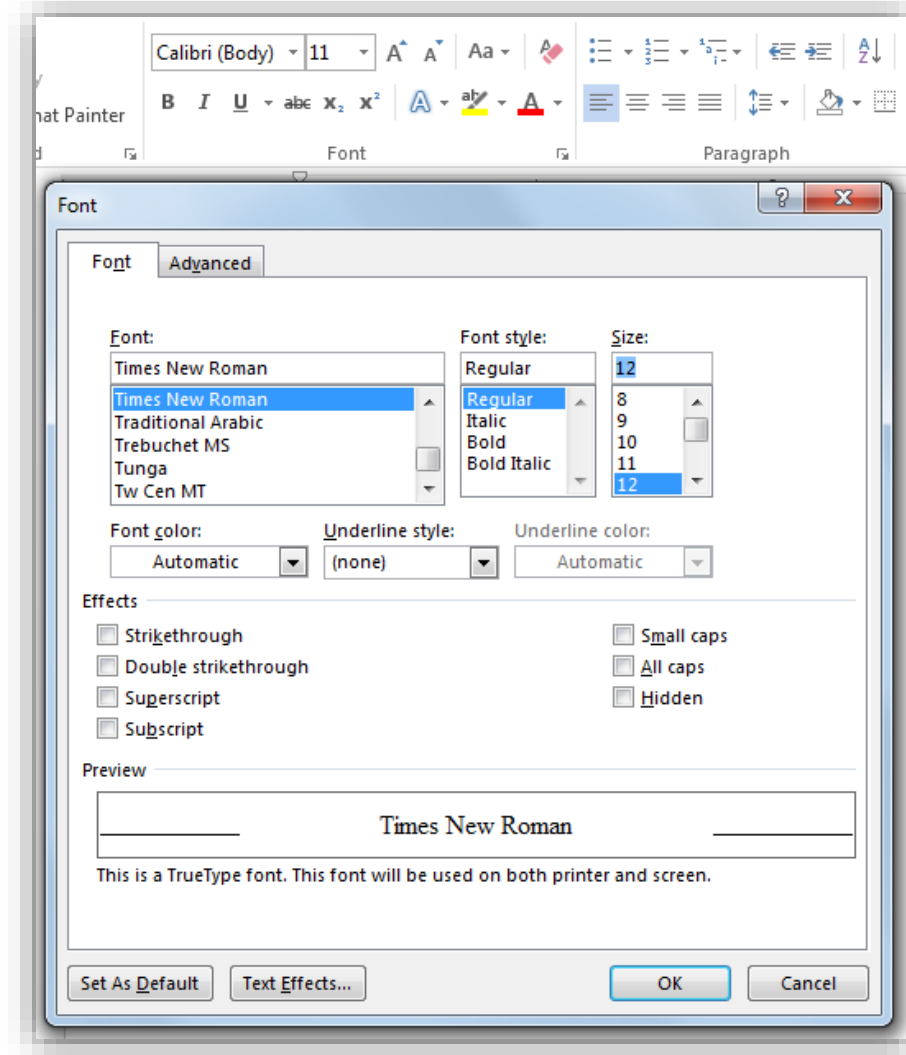 Calibri (Body) 11 A A Aa
B I U abc X₂ X² A ab A
nat Painter
Font Paragraph
Font
Font Advanced
Font: Font style: Size:
Times New Roman Regular 12
Times New Roman Regular 8
Traditional Arabic Italic 9
Trebuchet MS Bold 10
Tunga Bold Italic 11
Tw Cen MT 12
Font color: Underline style: Underline color:
Automatic (none) Automatic
Effects
Strikethrough Small caps
Double strikethrough All caps
Superscript Hidden
Subscript
Preview
Times New Roman
This is a TrueType font. This font will be used on both printer and screen.
Set As Default Text Effects... OK Cancel